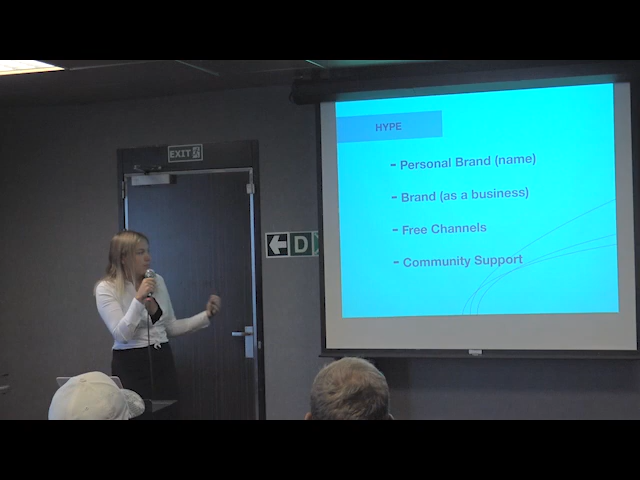 EXIT
D
HYPE
- Personal Brand (name)
- Brand (as a business)
- Free Channels
- Community Support